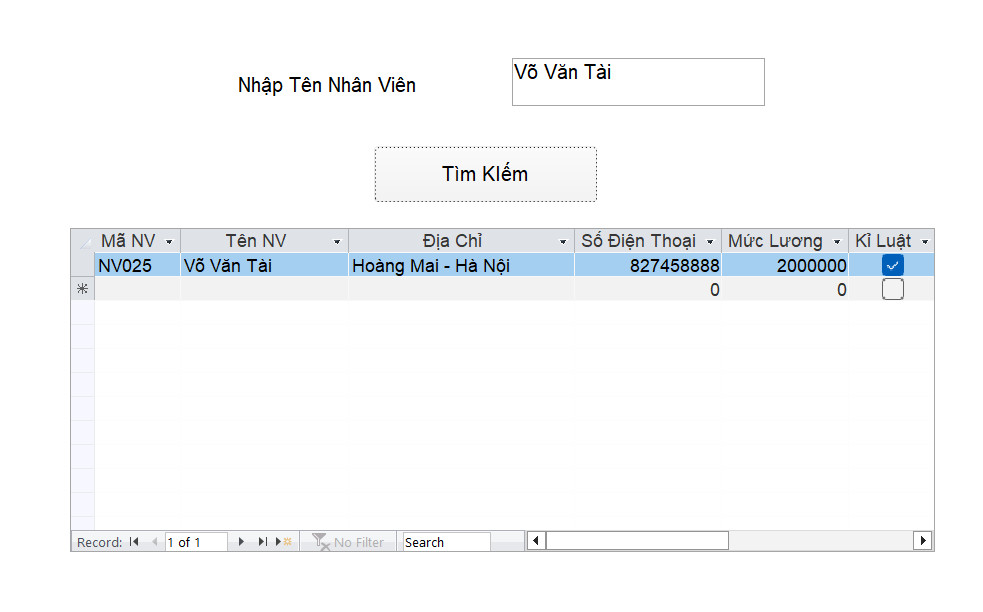 Nhập Tên Nhân Viên
Võ Văn Tài
Tìm KIếm
Mã NV Tên NV Địa Chỉ Số Điện Thoại Mức Lương Kỉ Luật
NV025 Võ Văn Tài Hoàng Mai - Hà Nội 827458888 2000000
0 0
Record: 1 of 1 No Filter Search